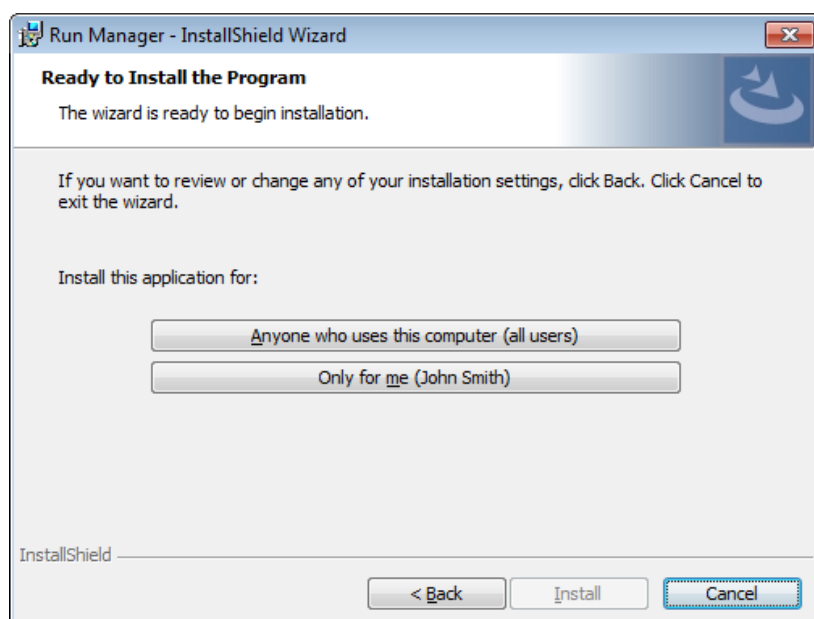 Run Manager - InstallShield Wizard
Ready to Install the Program
The wizard is ready to begin installation.
If you want to review or change any of your installation settings, click Back. Click Cancel to
exit the wizard.
Install this application for:
Anyone who uses this computer (all users)
Only for me (John Smith)
InstallShield
< Back
Install
Cancel